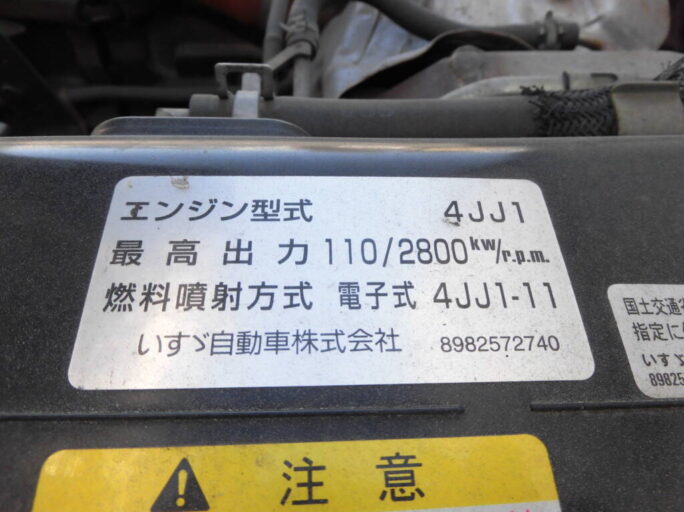 エンジン型式 4JJ1
最高出力 110/2800kW/r.p.m.
燃料噴射方式 電子式 4JJ1-11
いすゞ自動車株式会社 8982572740
国土交通
指定に
いすゞ
8982
注意